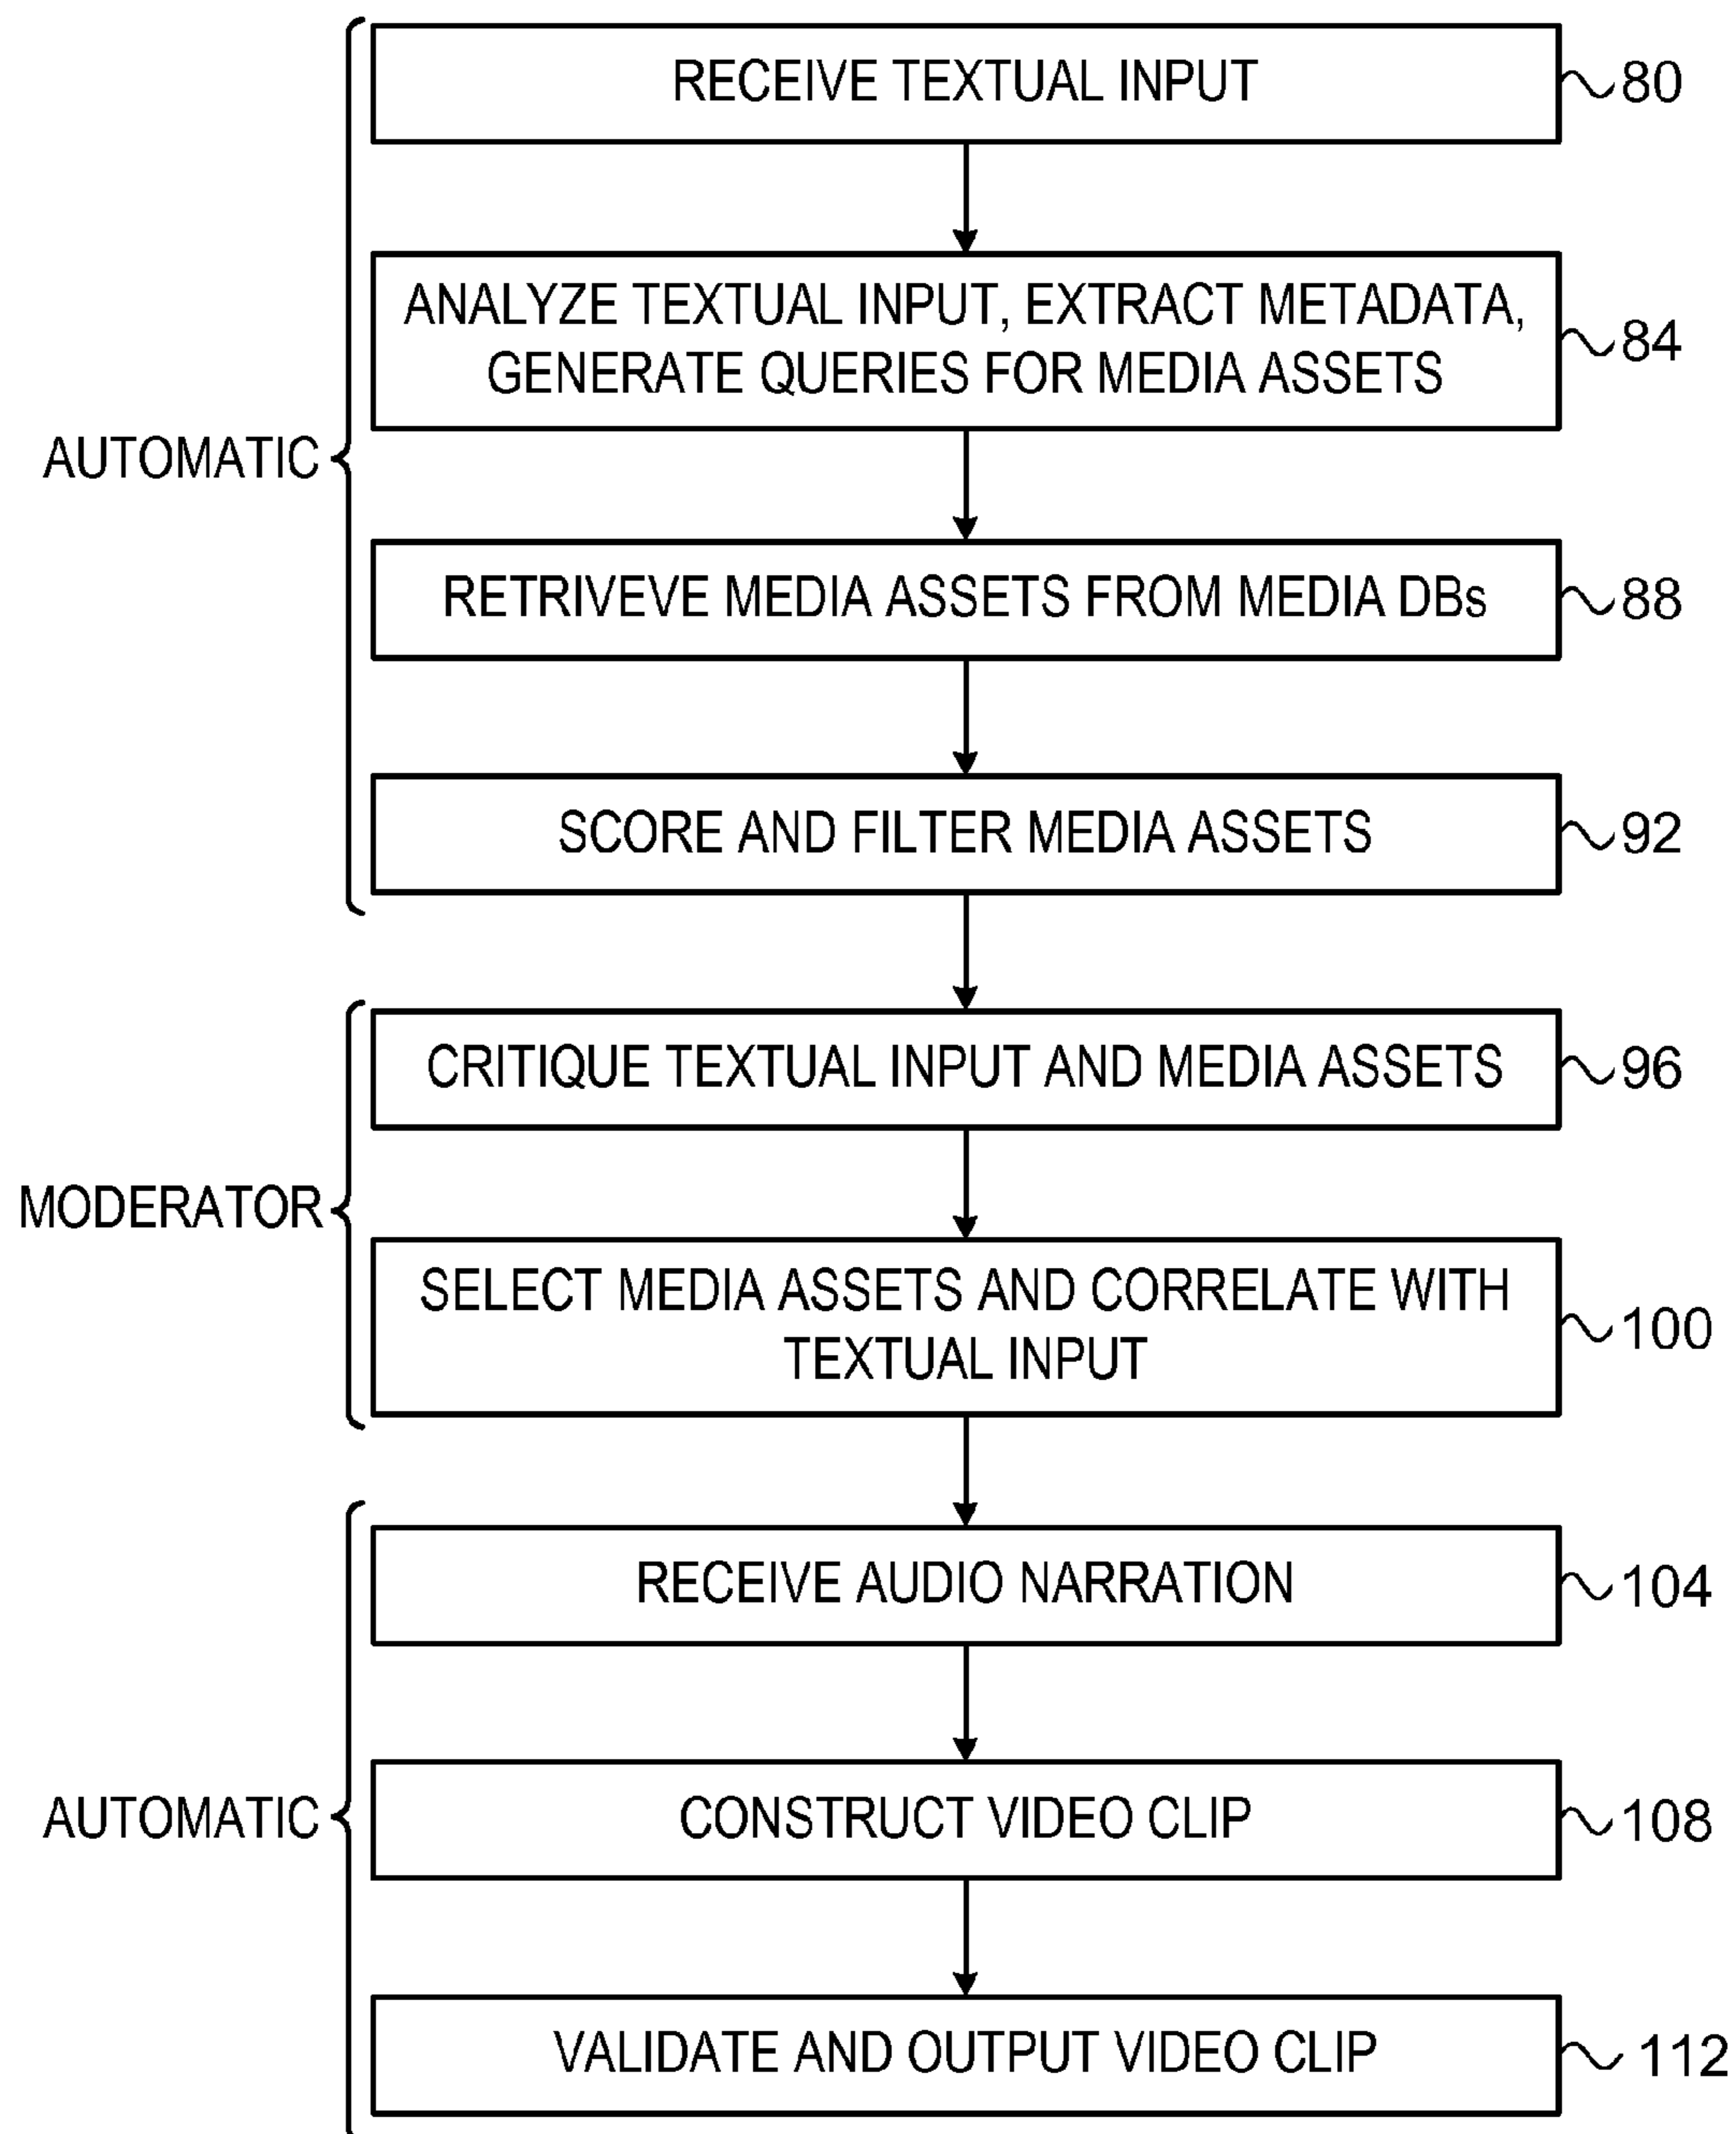 RECEIVE TEXTUAL INPUT
80
ANALYZE TEXTUAL INPUT, EXTRACT METADATA,
GENERATE QUERIES FOR MEDIA ASSETS
84
AUTOMATIC
RETRIVEVE MEDIA ASSETS FROM MEDIA DBs
88
SCORE AND FILTER MEDIA ASSETS
92
CRITIQUE TEXTUAL INPUT AND MEDIA ASSETS
96
MODERATOR
SELECT MEDIA ASSETS AND CORRELATE WITH
TEXTUAL INPUT
100
RECEIVE AUDIO NARRATION
104
AUTOMATIC
CONSTRUCT VIDEO CLIP
108
VALIDATE AND OUTPUT VIDEO CLIP
112